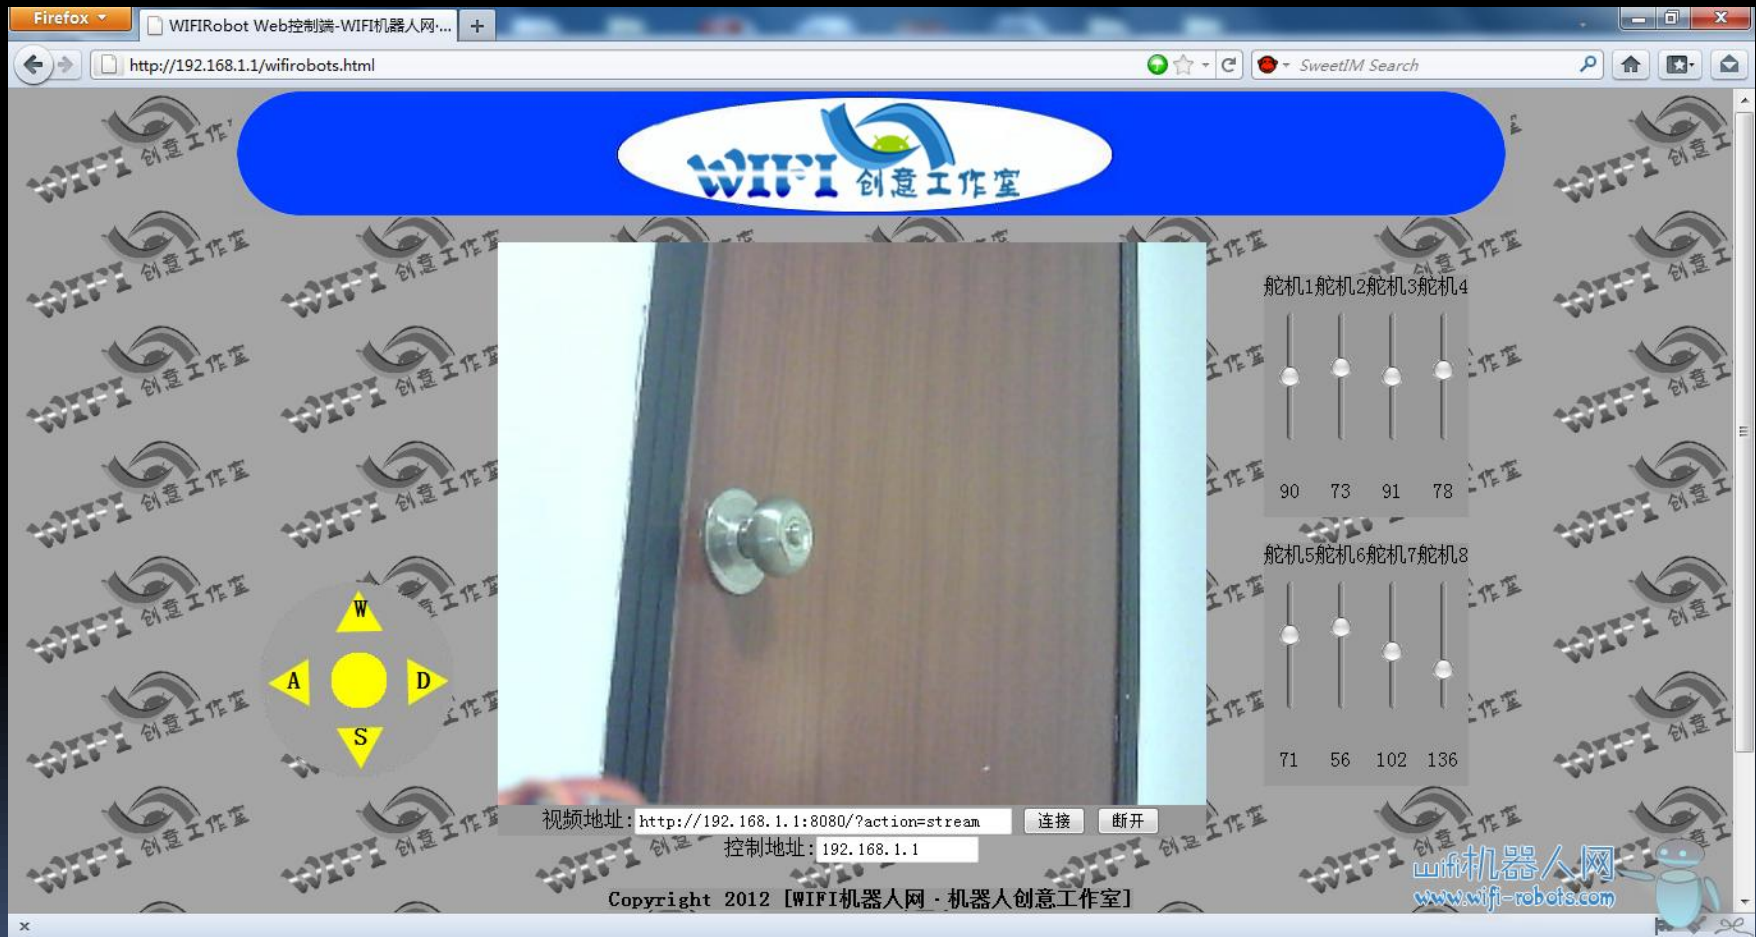 Firefox
WIFIRobot Web控制端-WIFI机器人网·...
http://192.168.1.1/wifirobots.html
SweetIM Search
WIFI 创意工作室
舵机1舵机2舵机3舵机4
90 73 91 78
舵机5舵机6舵机7舵机8
71 56 102 136
W
A D
S
视频地址: http://192.168.1.1:8080/?action=stream 连接 断开
控制地址: 192.168.1.1
Copyright 2012 [WIFI机器人网 · 机器人创意工作室]
wifi机器人网
www.wifi-robots.com